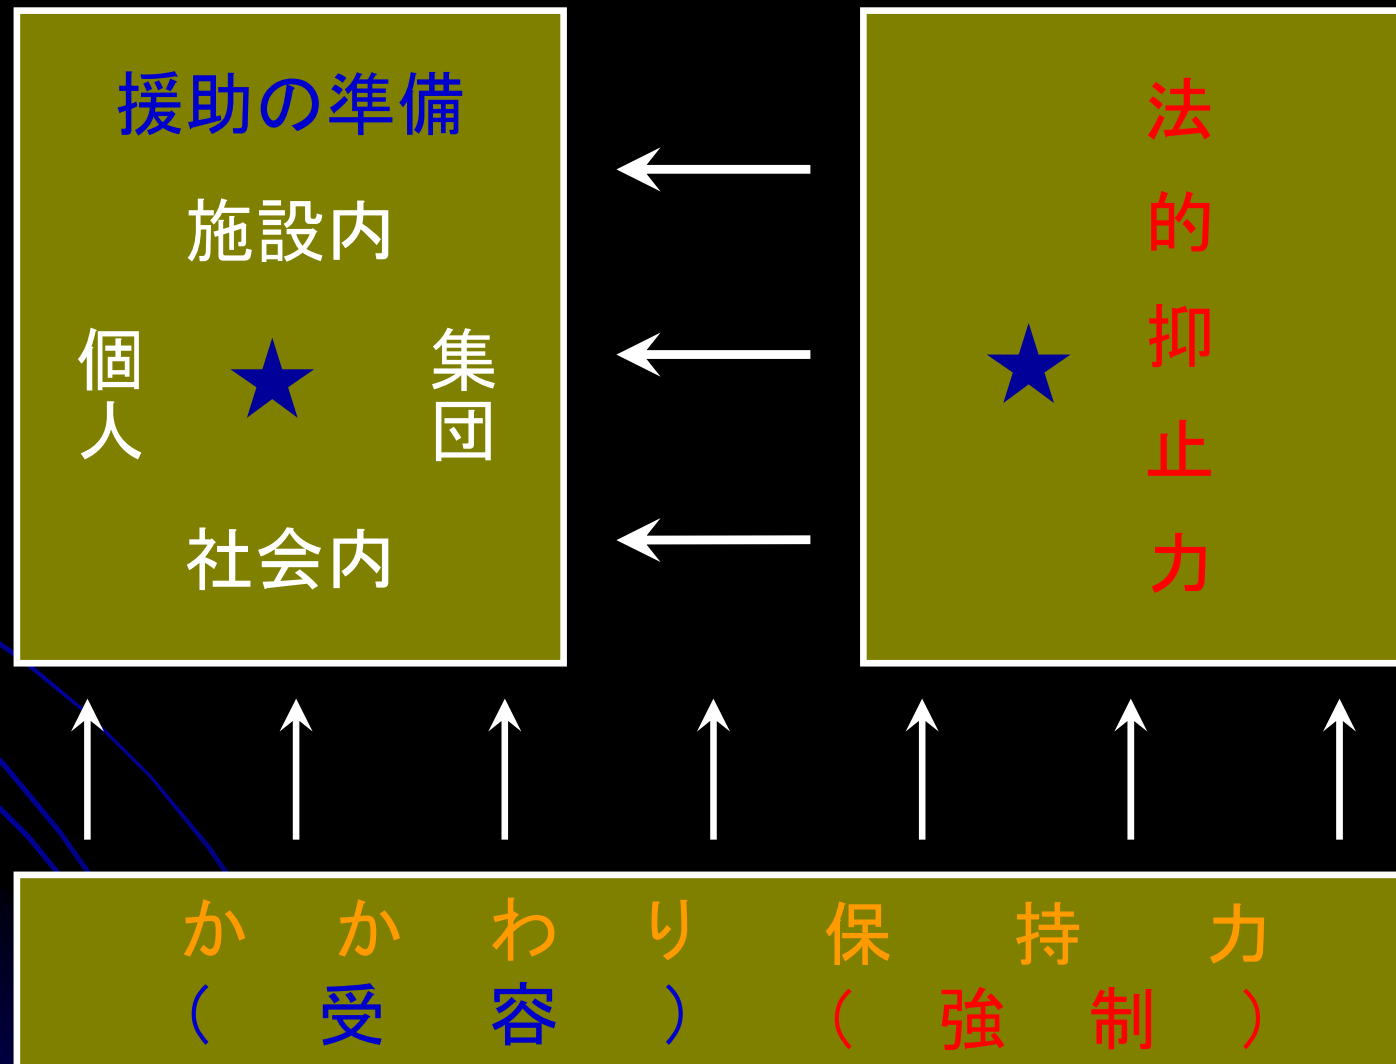 援助の準備
施設内
個人
集団
社会内
法的抑止力
かかわり保持力
（受容）（強制）